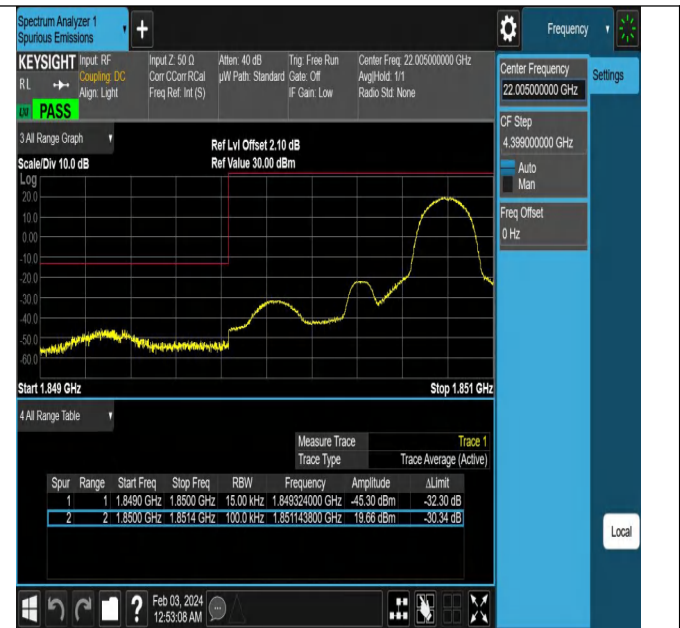 Spectrum Analyzer 1
Spurious Emissions
+
Frequency
KEYSIGHT Input: RF Input Z: 50 Ω Atten: 40 dB Trig: Free Run Center Freq: 22.005000000 GHz
RL Coupling: DC Corr CCorr RCal µW Path: Standard Gate: Off Avg|Hold: 1/1
Align: Light Freq Ref: Int (S) IF Gain: Low Radio Std: None
PASS
Center Frequency
22.005000000 GHz
Settings
CF Step
4.399000000 GHz
Auto
Man
Freq Offset
0 Hz
3 All Range Graph
Ref Lvl Offset 2.10 dB
Scale/Div 10.0 dB Ref Value 30.00 dBm
Log
20.0
10.0
0.00
-10.0
-20.0
-30.0
-40.0
-50.0
-60.0
Start 1.849 GHz Stop 1.851 GHz
4 All Range Table
Measure Trace Trace 1
Trace Type Trace Average (Active)
Spur Range Start Freq Stop Freq RBW Frequency Amplitude ΔLimit
1 1 1.8490 GHz 1.8500 GHz 15.00 kHz 1.849324000 GHz -45.30 dBm -32.30 dB
2 2 1.8500 GHz 1.8514 GHz 100.0 kHz 1.851143800 GHz 19.66 dBm -30.34 dB
Local
? Feb 03, 2024
12:53:08 AM